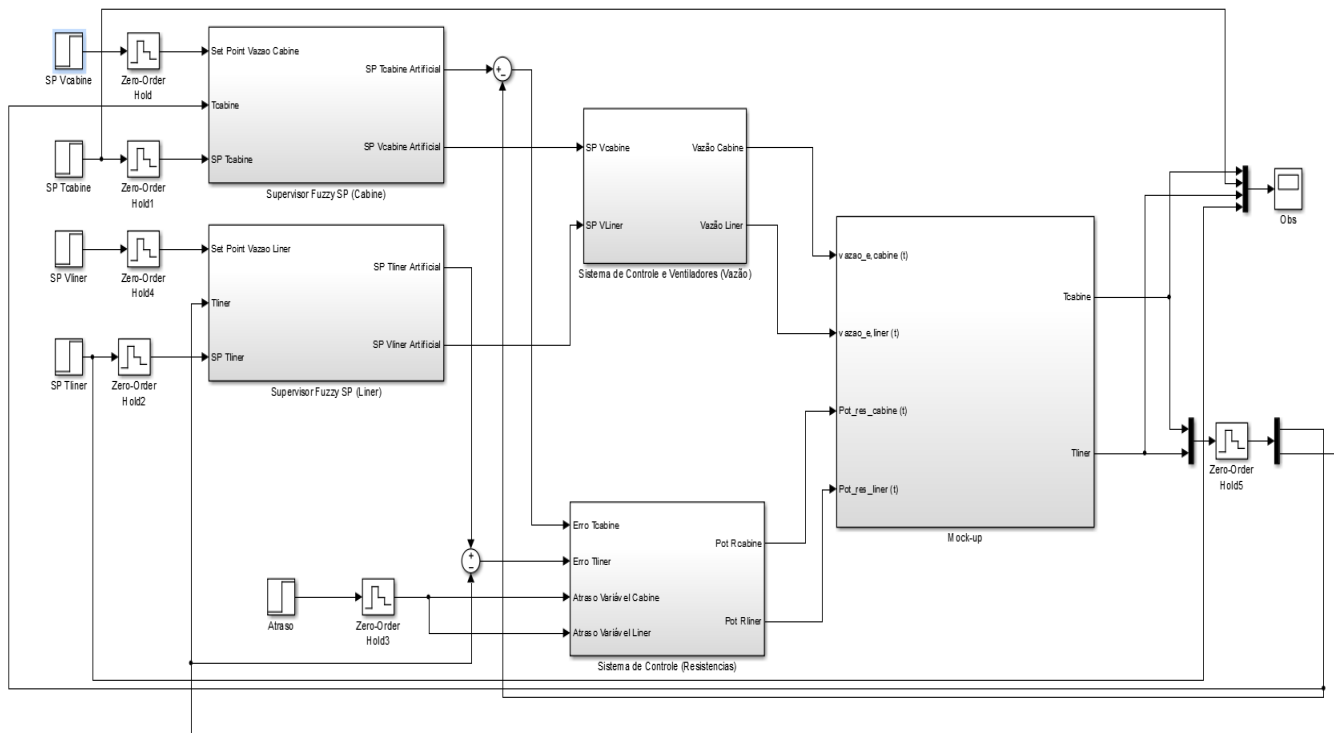 SP Vcabine
Zero-Order
Hold
Set Point Vazao Cabine
Tcabine
SP Tcabine
SP Tcabine Artificial
SP Vcabine Artificial
Supervisor Fuzzy SP (Cabine)
SP Tcabine
Zero-Order
Hold1
SP Vliner
Zero-Order
Hold4
Set Point Vazao Liner
Tliner
SP Tliner
SP Tliner Artificial
SP Vliner Artificial
Supervisor Fuzzy SP (Liner)
SP Tliner
Zero-Order
Hold2
SP Vcabine
SP VLiner
Vazão Cabine
Vazão Liner
Sistema de Controle e Ventiladores (Vazão)
vazao_e,cabine (t)
vazao_e,liner (t)
Pot_res_cabine (t)
Pot_res_liner (t)
Tcabine
Tliner
Mock-up
Obs
Zero-Order
Hold5
Atraso
Zero-Order
Hold3
Erro Tcabine
Erro Tliner
Atraso Variável Cabine
Atraso Variável Liner
Pot Rcabine
Pot Rliner
Sistema de Controle (Resistencias)